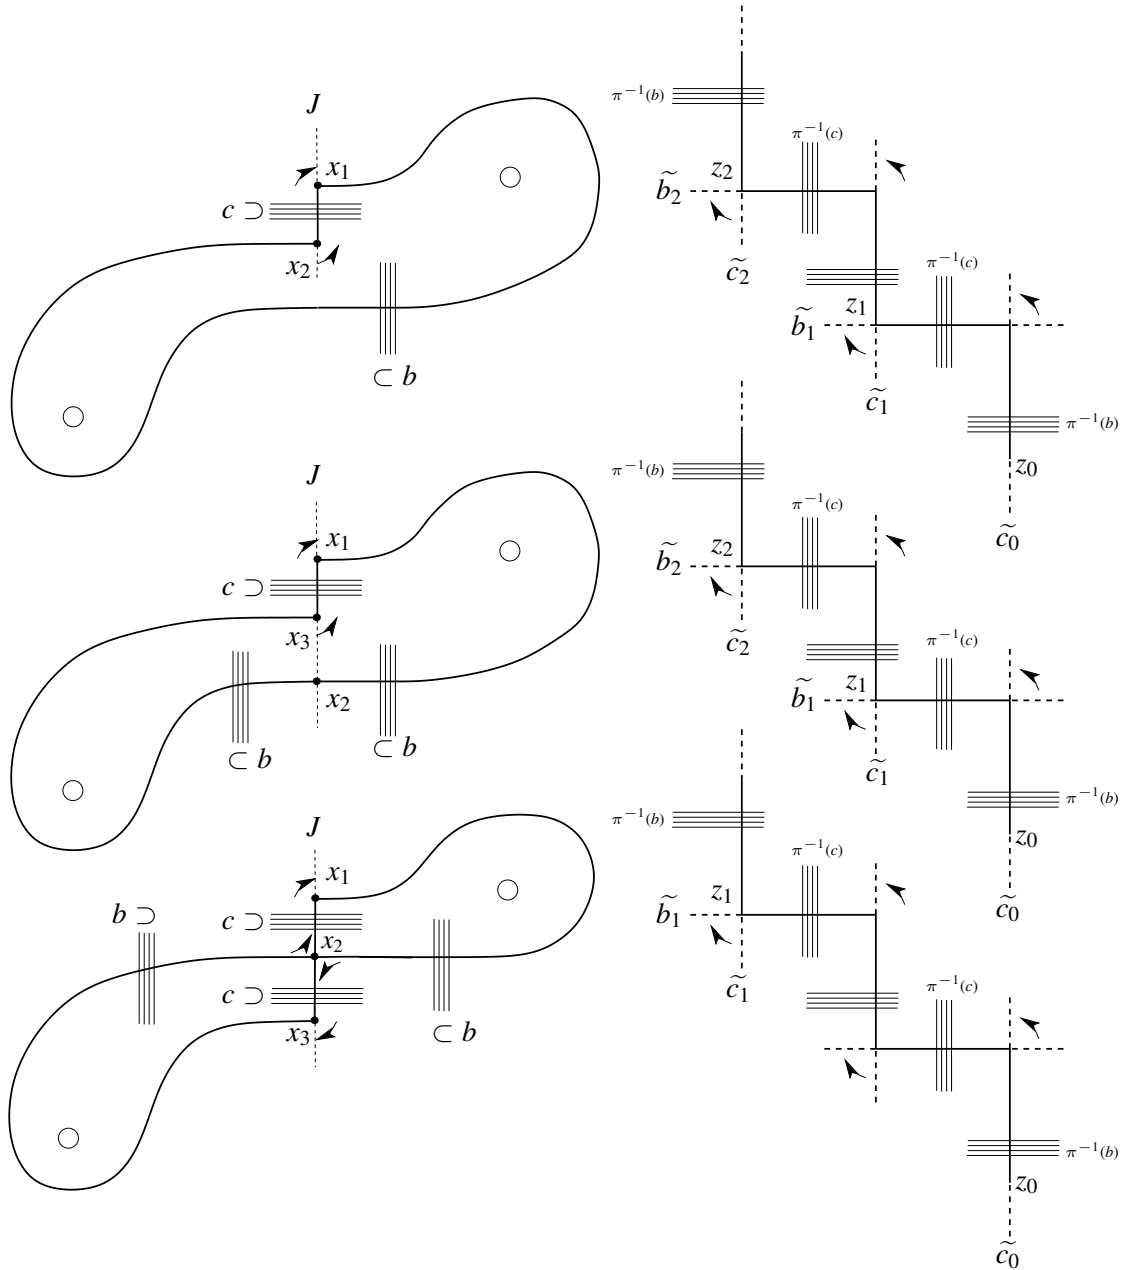 J
x₁
c ⊃
x₂
⊂ b
π⁻¹(b)
π⁻¹(c)
z₂
b̃₂
c̃₂
π⁻¹(c)
z₁
b̃₁
c̃₁
π⁻¹(b)
z₀
c̃₀
J
x₁
c ⊃
x₃
x₂
⊂ b
⊂ b
π⁻¹(b)
π⁻¹(c)
z₂
b̃₂
c̃₂
π⁻¹(c)
z₁
b̃₁
c̃₁
π⁻¹(b)
z₀
c̃₀
J
x₁
b ⊃
c ⊃
x₂
c ⊃
x₃
⊂ b
π⁻¹(b)
π⁻¹(c)
z₁
b̃₁
c̃₁
π⁻¹(c)
π⁻¹(b)
z₀
c̃₀